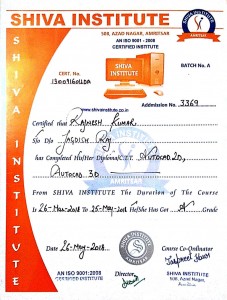 SHIVA INSTITUTE
508, AZAD NAGAR, AMRITSAR
AN ISO 9001 - 2008
CERTIFIED INSTITUTE
SHIVA INSTITUTE
AMRITSAR
SHIVA INSTITUTE
CERT. NO.
BATCH No. A
www.shivainstitute.co.in
Addmission No. 3369
Certified that Rajnesh Kumar
S/o D/o Jagdish Raj
has Completed His/Her Diploma/C.I.T. AutoCad 2D,
AutoCad 3D
From SHIVA INSTITUTE The Duration of The Course
Is 26-Mar-2018 To 25-May-2018 He/She Has Got A Grade
Date 26-May-2018
Course Co-Ordinator
AN ISO 9001:2008
CERTIFIED INSTITUTE
Director
SHIVA INSTITUTE
508, Azad Nagar,